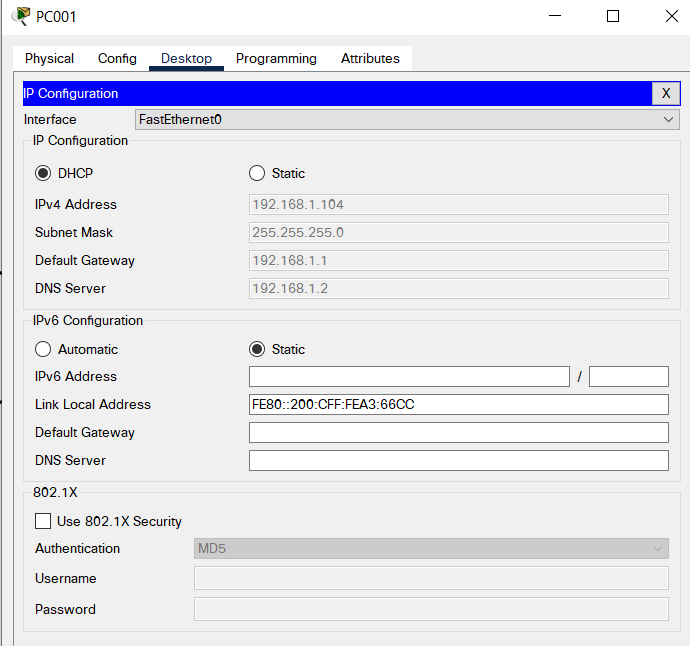 PC001
Physical Config Desktop Programming Attributes
IP Configuration X
Interface FastEthernet0
IP Configuration
DHCP Static
IPv4 Address 192.168.1.104
Subnet Mask 255.255.255.0
Default Gateway 192.168.1.1
DNS Server 192.168.1.2
IPv6 Configuration
Automatic Static
IPv6 Address /
Link Local Address FE80::200:CFF:FEA3:66CC
Default Gateway
DNS Server
802.1X
Use 802.1X Security
Authentication MD5
Username
Password